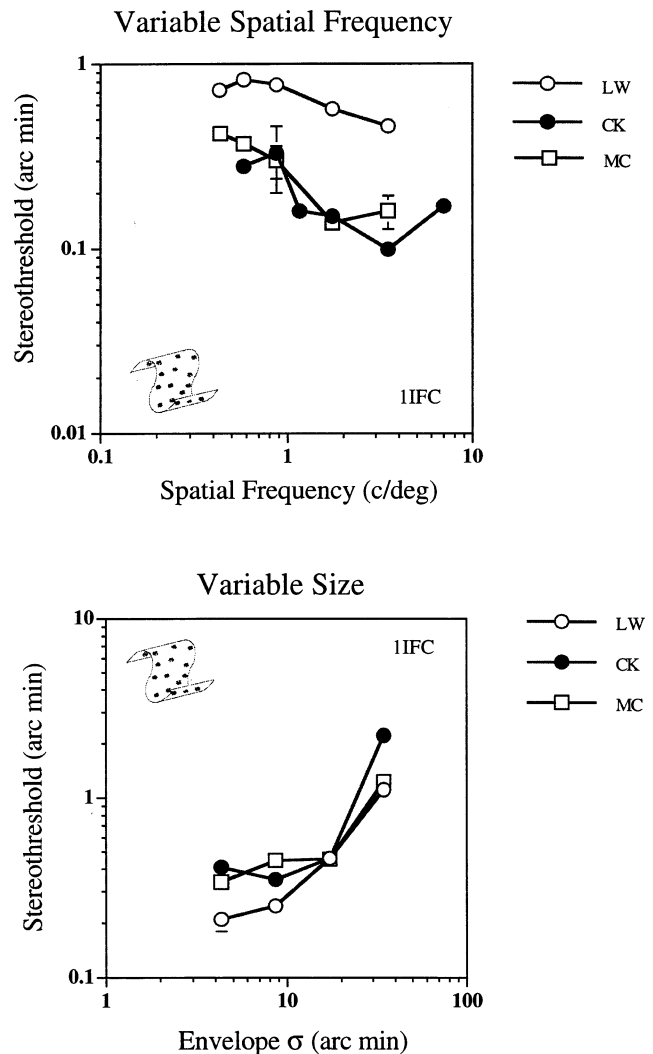 Variable Spatial Frequency
1
0.1
0.01
Stereothreshold (arc min)
LW
CK
MC
1IFC
0.1
1
10
Spatial Frequency (c/deg)
Variable Size
10
1
0.1
Stereothreshold (arc min)
1IFC
LW
CK
MC
1
10
100
Envelope σ (arc min)